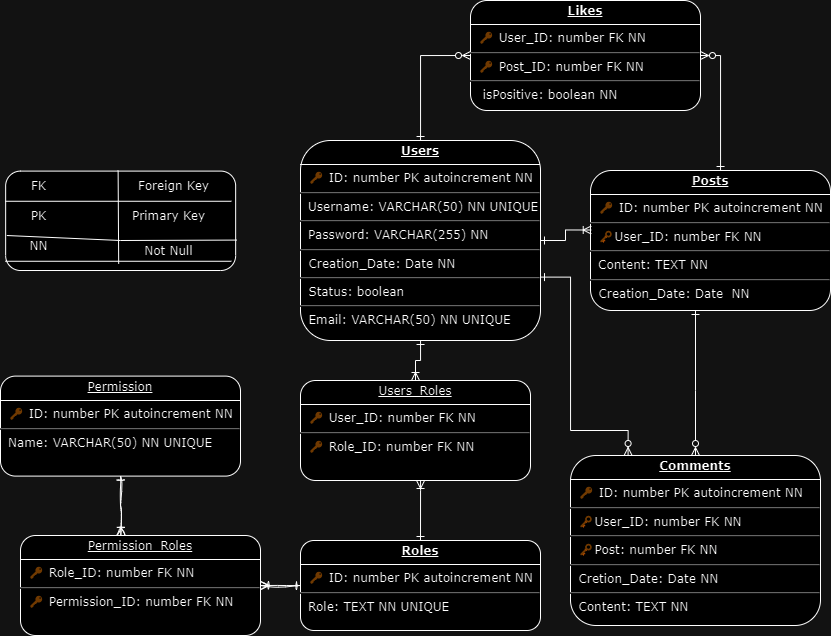 Likes
User_ID: number FK NN
Post_ID: number FK NN
isPositive: boolean NN
Users
ID: number PK autoincrement NN
Username: VARCHAR(50) NN UNIQUE
Password: VARCHAR(255) NN
Creation_Date: Date NN
Status: boolean
Email: VARCHAR(50) NN UNIQUE
FK Foreign Key
PK Primary Key
NN Not Null
Posts
ID: number PK autoincrement NN
User_ID: number FK NN
Content: TEXT NN
Creation_Date: Date  NN
Permission
ID: number PK autoincrement NN
Name: VARCHAR(50) NN UNIQUE
Users_Roles
User_ID: number FK NN
Role_ID: number FK NN
Comments
ID: number PK autoincrement NN
User_ID: number FK NN
Post: number FK NN
Cretion_Date: Date NN
Content: TEXT NN
Permission_Roles
Role_ID: number FK NN
Permission_ID: number FK NN
Roles
ID: number PK autoincrement NN
Role: TEXT NN UNIQUE